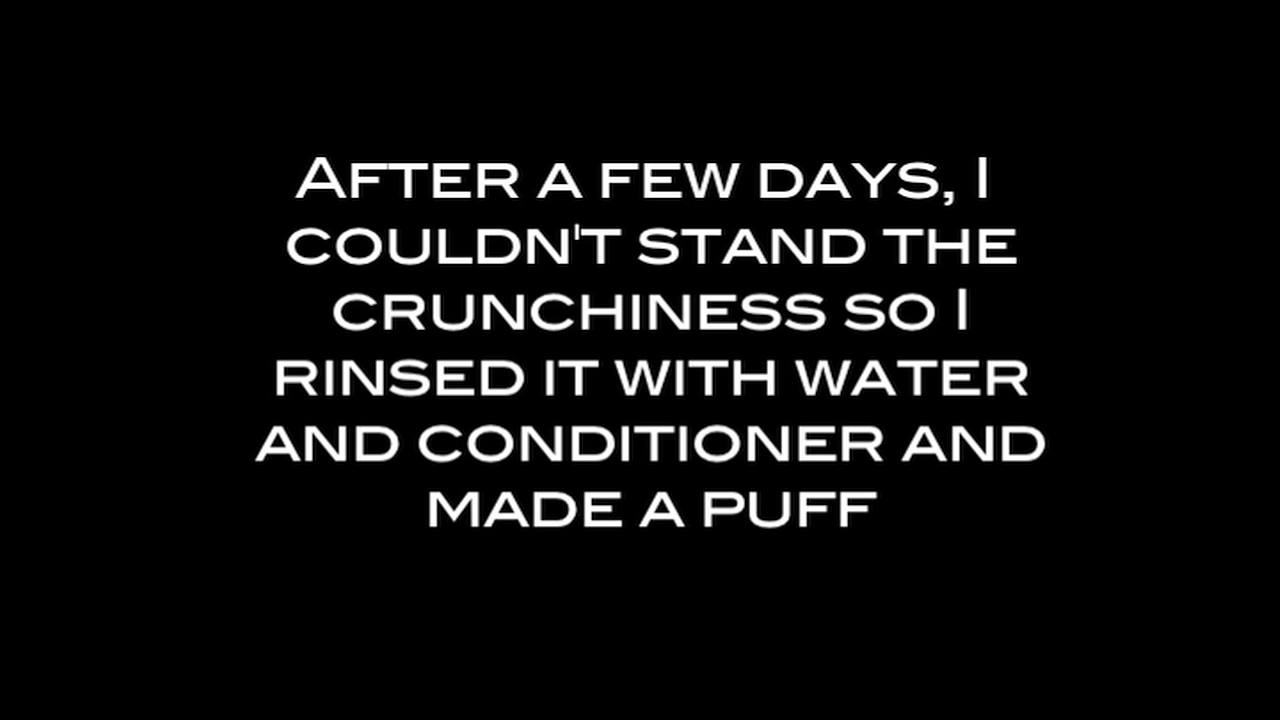 After a few days, I
couldn't stand the
crunchiness so I
rinsed it with water
and conditioner and
made a puff